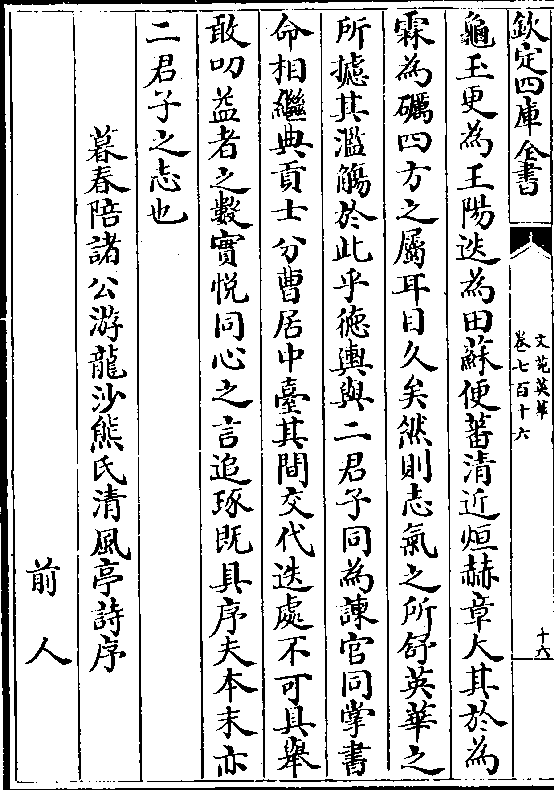 欽定四庫全書
文苑英華
卷七百十六
十六
龜玉更為王陽迭為田蘇便蕃清近烜赫章大其於為
霖為礪四方之屬耳目久矣然則志氣之所舒英華之
所攄其濫觴於此乎徳輿與二君子同為諌官同掌書
命相繼典貢士分曹居中臺其間交代迭處不可具舉
敢叨益者之數實悦同心之言追琢既具序夫本末亦
二君子之志也
暮春陪諸公游龍沙熊氏清風亭詩序
前人